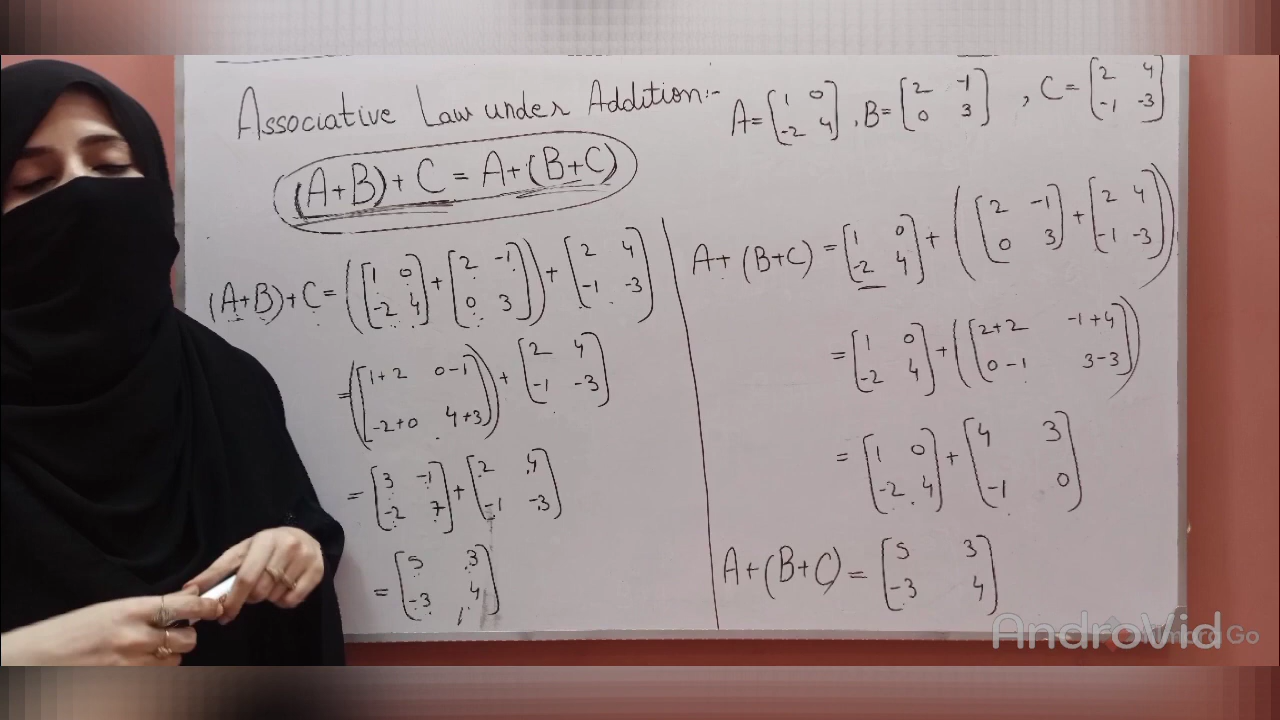 Associative Law under Addition:-
A = [1 0 -2 4], B = [2 -1 0 3], C = [2 4 -1 -3]
(A+B)+C = A+(B+C)
(A+B)+C = ([1 0 -2 4] + [2 -1 0 3]) + [2 4 -1 -3]
= ([1+2 0-1 -2+0 4+3]) + [2 4 -1 -3]
= [3 -1 -2 7] + [2 4 -1 -3]
= [5 3 -3 4]
A+(B+C) = [1 0 -2 4] + ([2 -1 0 3] + [2 4 -1 -3])
= [1 0 -2 4] + ([2+2 -1+4 0-1 3-3])
= [1 0 -2 4] + [4 3 -1 0]
A+(B+C) = [5 3 -3 4]
AndroVid
Go